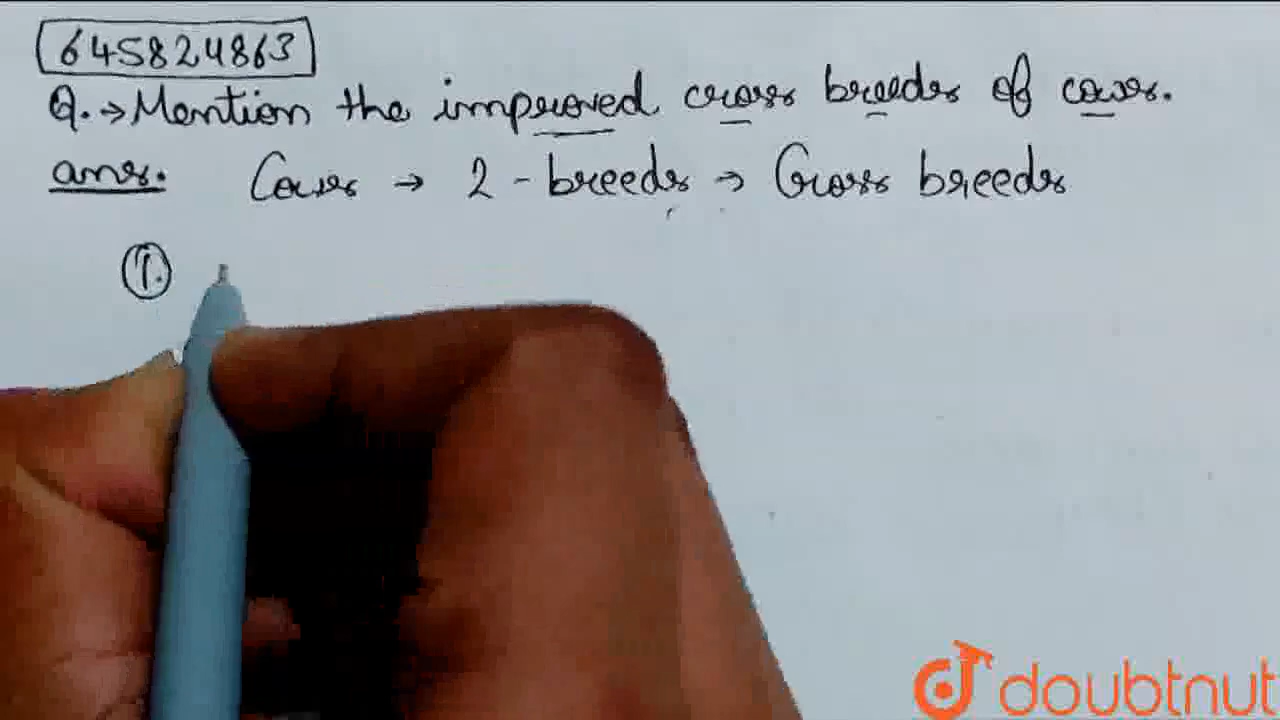 645824863
Q. → Mention the improved cross breeds of cows.
ans. Cows → 2 - breeds → Cross breeds
1.
doubtnut